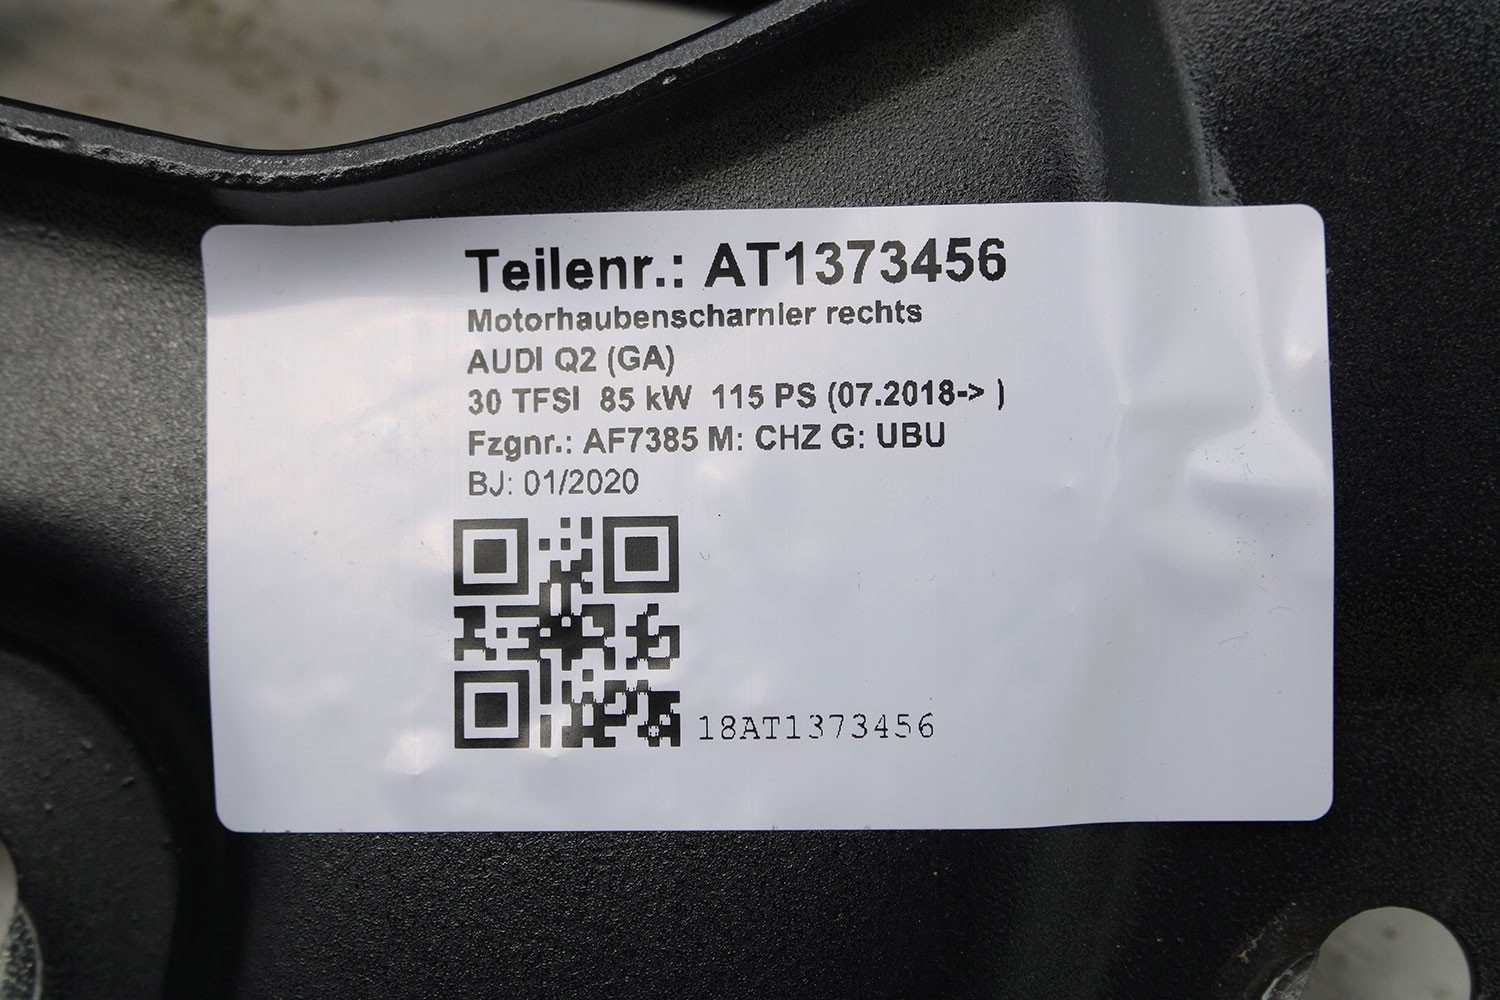 Teilenr.: AT1373456
Motorhaubenscharnier rechts
AUDI Q2 (GA)
30 TFSI 85 kW 115 PS (07.2018-> )
Fzgnr.: AF7385 M: CHZ G: UBU
BJ: 01/2020
18AT1373456